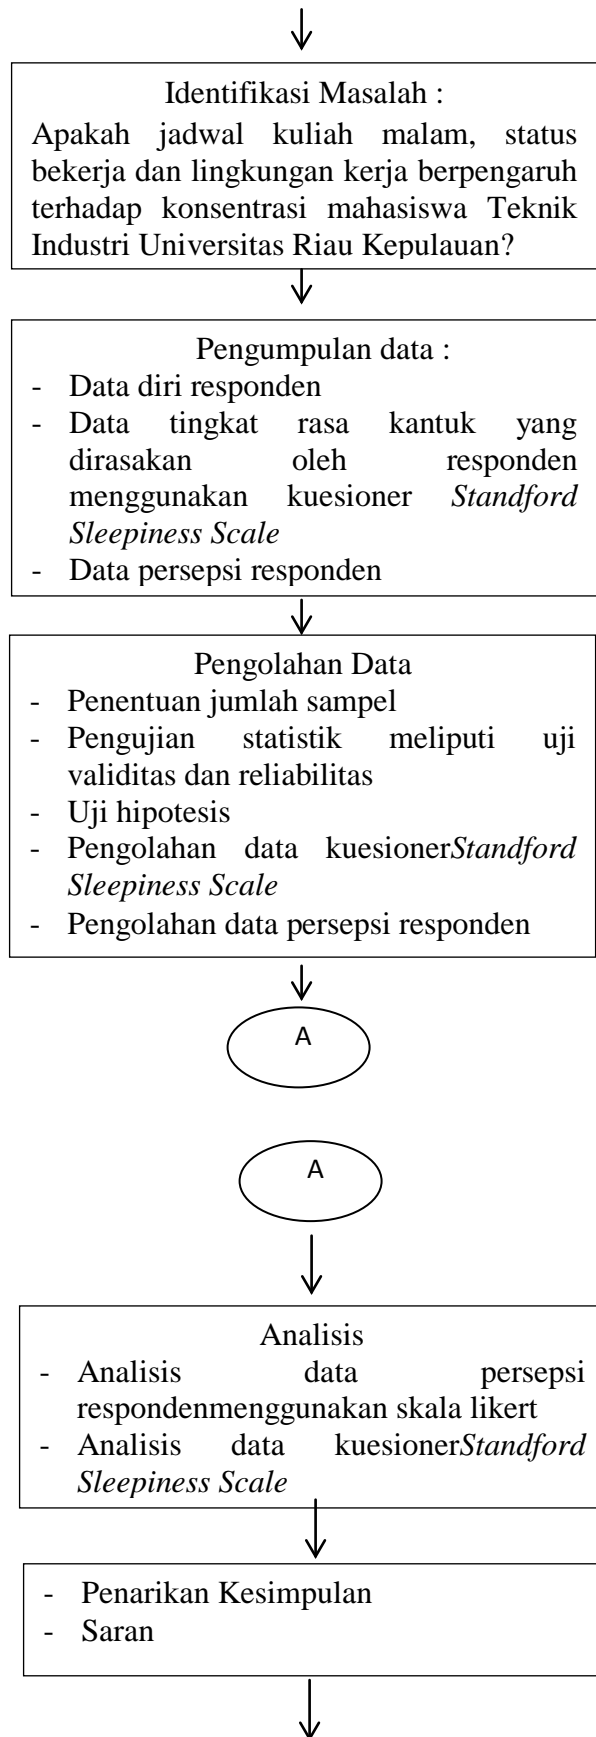 Identifikasi Masalah :
Apakah jadwal kuliah malam, status
bekerja dan lingkungan kerja berpengaruh
terhadap konsentrasi mahasiswa Teknik
Industri Universitas Riau Kepulauan?
Pengumpulan data :
- Data diri responden
- Data tingkat rasa kantuk yang
dirasakan oleh responden
menggunakan kuesioner Standford
Sleepiness Scale
- Data persepsi responden
Pengolahan Data
- Penentuan jumlah sampel
- Pengujian statistik meliputi uji
validitas dan reliabilitas
- Uji hipotesis
- Pengolahan data kuesionerStandford
Sleepiness Scale
- Pengolahan data persepsi responden
A
A
Analisis
- Analisis data persepsi
respondenmenggunakan skala likert
- Analisis data kuesionerStandford
Sleepiness Scale
- Penarikan Kesimpulan
- Saran